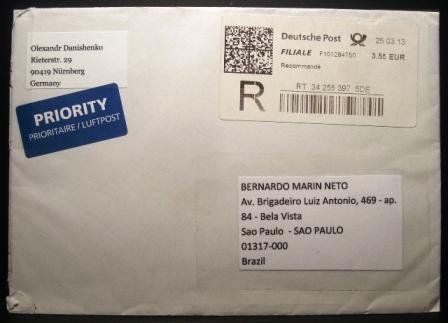 Olexandr Danishenko
Rieterstr. 29
90419 Nürnberg
Germany
PRIORITY
PRIORITAIRE / LUFTPOST
Deutsche Post 25.03.13
FILIALE F101284750 3.55 EUR
Recommandé
R
RT 34 255 397 5DE
BERNARDO MARIN NETO
Av. Brigadeiro Luiz Antonio, 469 - ap.
84 - Bela Vista
Sao Paulo - SAO PAULO
01317-000
Brazil